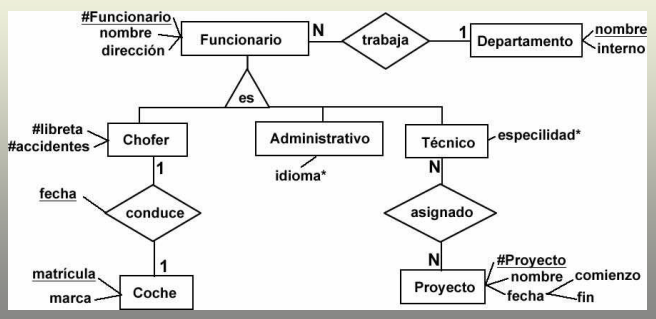 #Funcionario
nombre
dirección
Funcionario
N
trabaja
1
Departamento
nombre
interno
es
#libreta
#accidentes
Chofer
Administrativo
idioma*
Técnico
especilidad*
1
N
fecha
conduce
asignado
1
N
matrícula
marca
Coche
Proyecto
#Proyecto
nombre
fecha
comienzo
fin